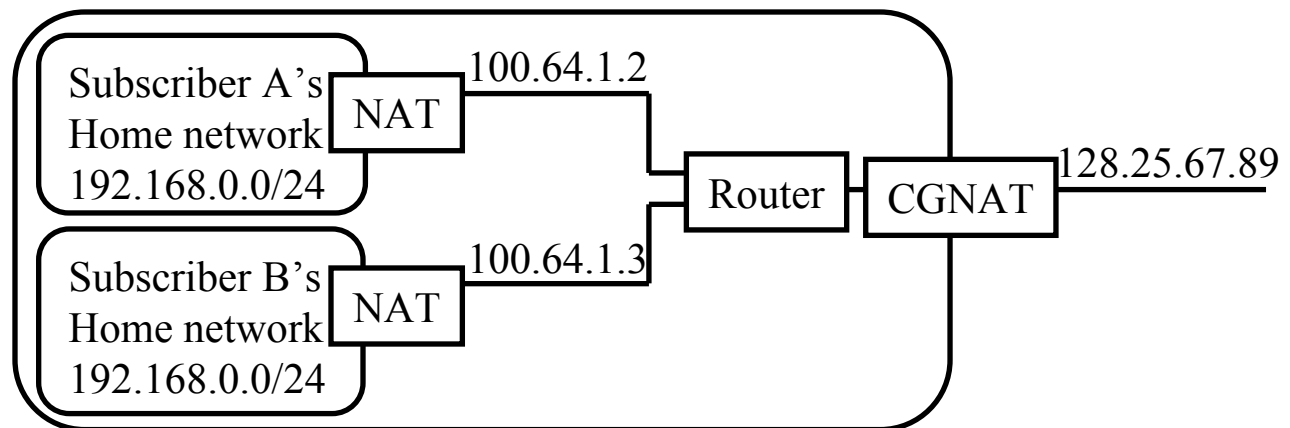 Subscriber A’s
Home network
192.168.0.0/24
NAT
100.64.1.2
Router
CGNAT
128.25.67.89
Subscriber B’s
Home network
192.168.0.0/24
NAT
100.64.1.3